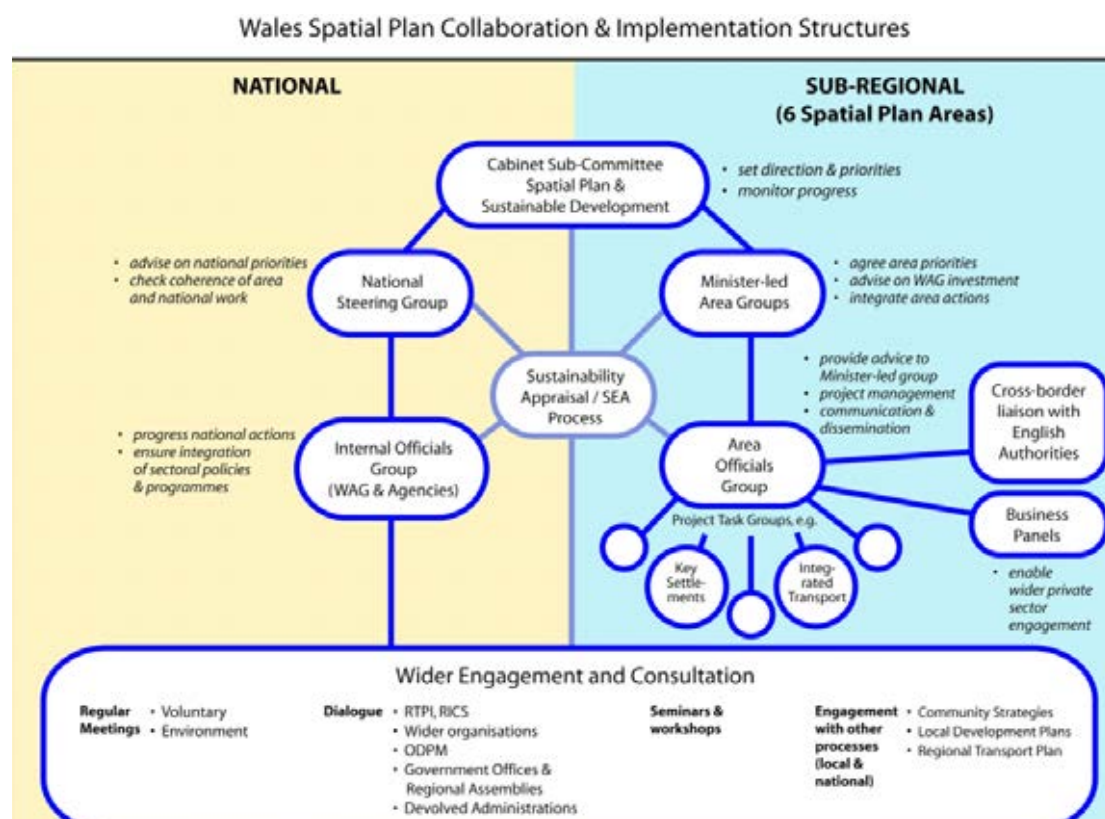 Wales Spatial Plan Collaboration & Implementation Structures
NATIONAL
SUB-REGIONAL
(6 Spatial Plan Areas)
Cabinet Sub-Committee
Spatial Plan &
Sustainable Development
• set direction & priorities
• monitor progress
• advise on national priorities
• check coherence of area
and national work
National
Steering Group
Minister-led
Area Groups
• agree area priorities
• advise on WAG investment
• integrate area actions
Sustainability
Appraisal / SEA
Process
• provide advice to
Minister-led group
• project management
• communication &
dissemination
Cross-border
liaison with
English
Authorities
• progress national actions
• ensure integration
of sectoral policies
& programmes
Internal Officials
Group
(WAG & Agencies)
Area
Officials
Group
Project Task Groups, e.g.
Key
Settle-
ments
Integ-
rated
Transport
Business
Panels
• enable
wider private
sector
engagement
Wider Engagement and Consultation
Regular
Meetings
• Voluntary
• Environment
Dialogue
• RTPI, RICS
• Wider organisations
• ODPM
• Government Offices &
Regional Assemblies
• Devolved Administrations
Seminars &
workshops
Engagement
with other
processes
(local &
national)
• Community Strategies
• Local Development Plans
• Regional Transport Plan